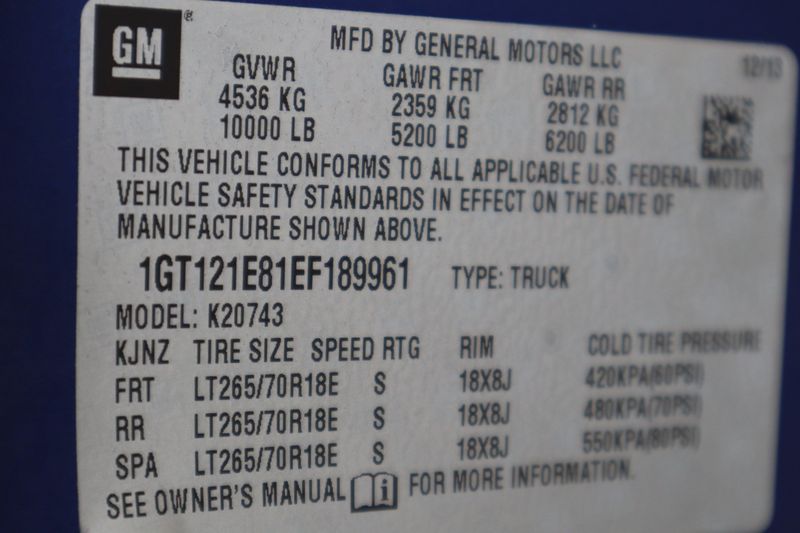 GM
MFD BY GENERAL MOTORS LLC 12/13
GVWR GAWR FRT GAWR RR
4536 KG 2359 KG 2812 KG
10000 LB 5200 LB 6200 LB
THIS VEHICLE CONFORMS TO ALL APPLICABLE U.S. FEDERAL MOTOR
VEHICLE SAFETY STANDARDS IN EFFECT ON THE DATE OF
MANUFACTURE SHOWN ABOVE.
1GT121E81EF189961 TYPE: TRUCK
MODEL: K20743
KJNZ TIRE SIZE SPEED RTG RIM COLD TIRE PRESSURE
FRT LT265/70R18E S 18X8J 420KPA(60PSI)
RR LT265/70R18E S 18X8J 480KPA(70PSI)
SPA LT265/70R18E S 18X8J 550KPA(80PSI)
SEE OWNER'S MANUAL i FOR MORE INFORMATION.